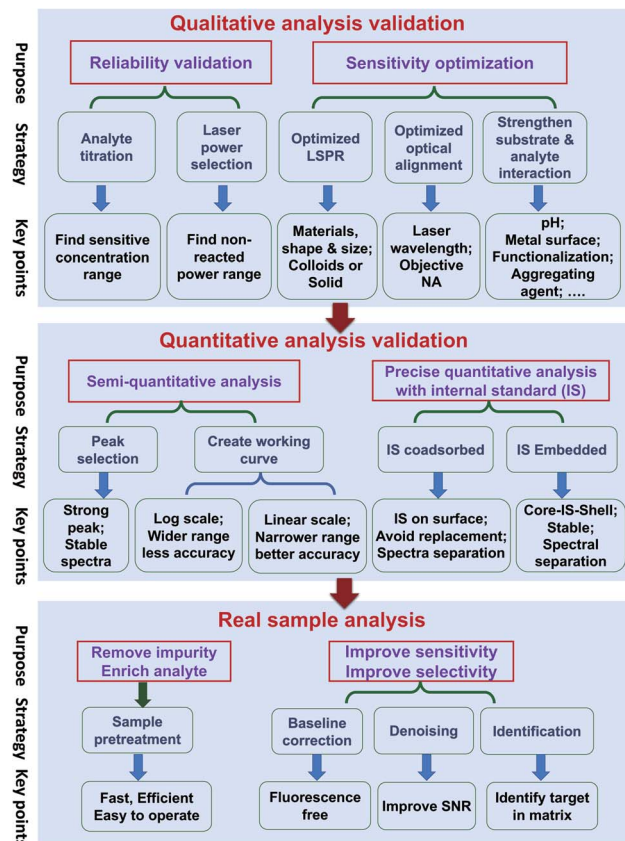 Qualitative analysis validation
Purpose
Reliability validation
Sensitivity optimization
Strategy
Analyte
titration
Laser
power
selection
Optimized
LSPR
Optimized
optical
alignment
Strengthen
substrate &
analyte
interaction
Key points
Find sensitive
concentration
range
Find non-
reacted
power range
Materials,
shape & size;
Colloids or
Solid
Laser
wavelength;
Objective
NA
pH;
Metal surface;
Functionalization;
Aggregating
agent; ....
Quantitative analysis validation
Purpose
Semi-quantitative analysis
Precise quantitative analysis
with internal standard (IS)
Strategy
Peak
selection
Create working
curve
IS coadsorbed
IS Embedded
Key points
Strong
peak;
Stable
spectra
Log scale;
Wider range
less accuracy
Linear scale;
Narrower range
better accuracy
IS on surface;
Avoid replacement;
Spectra separation
Core-IS-Shell;
Stable;
Spectral
separation
Real sample analysis
Purpose
Remove impurity
Enrich analyte
Improve sensitivity
Improve selectivity
Strategy
Sample
pretreatment
Baseline
correction
Denoising
Identification
Key points
Fast, Efficient
Easy to operate
Fluorescence
free
Improve SNR
Identify target
in matrix